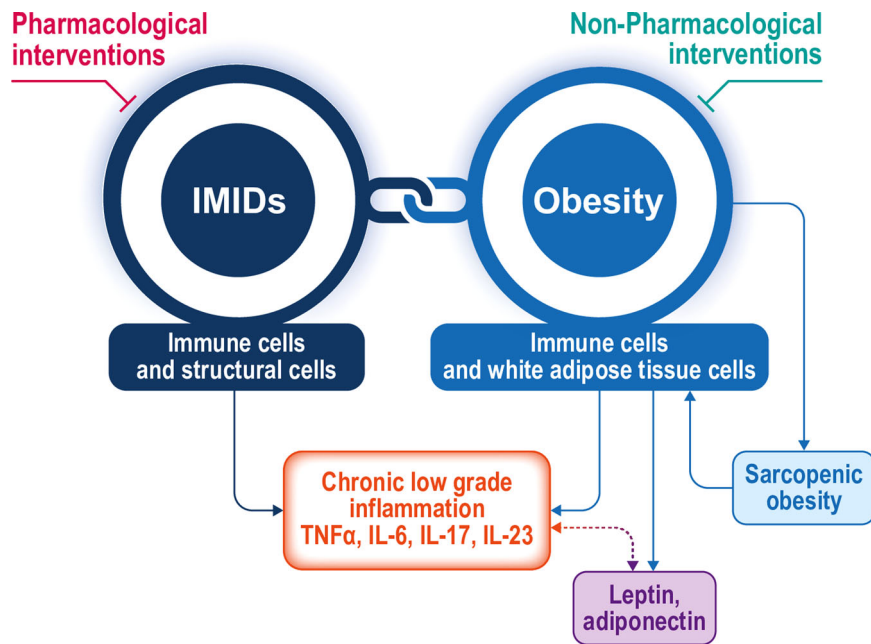 Pharmacological
interventions
Non-Pharmacological
interventions
IMIDs
Obesity
Immune cells
and structural cells
Immune cells
and white adipose tissue cells
Chronic low grade
inflammation
TNFα, IL-6, IL-17, IL-23
Sarcopenic
obesity
Leptin,
adiponectin